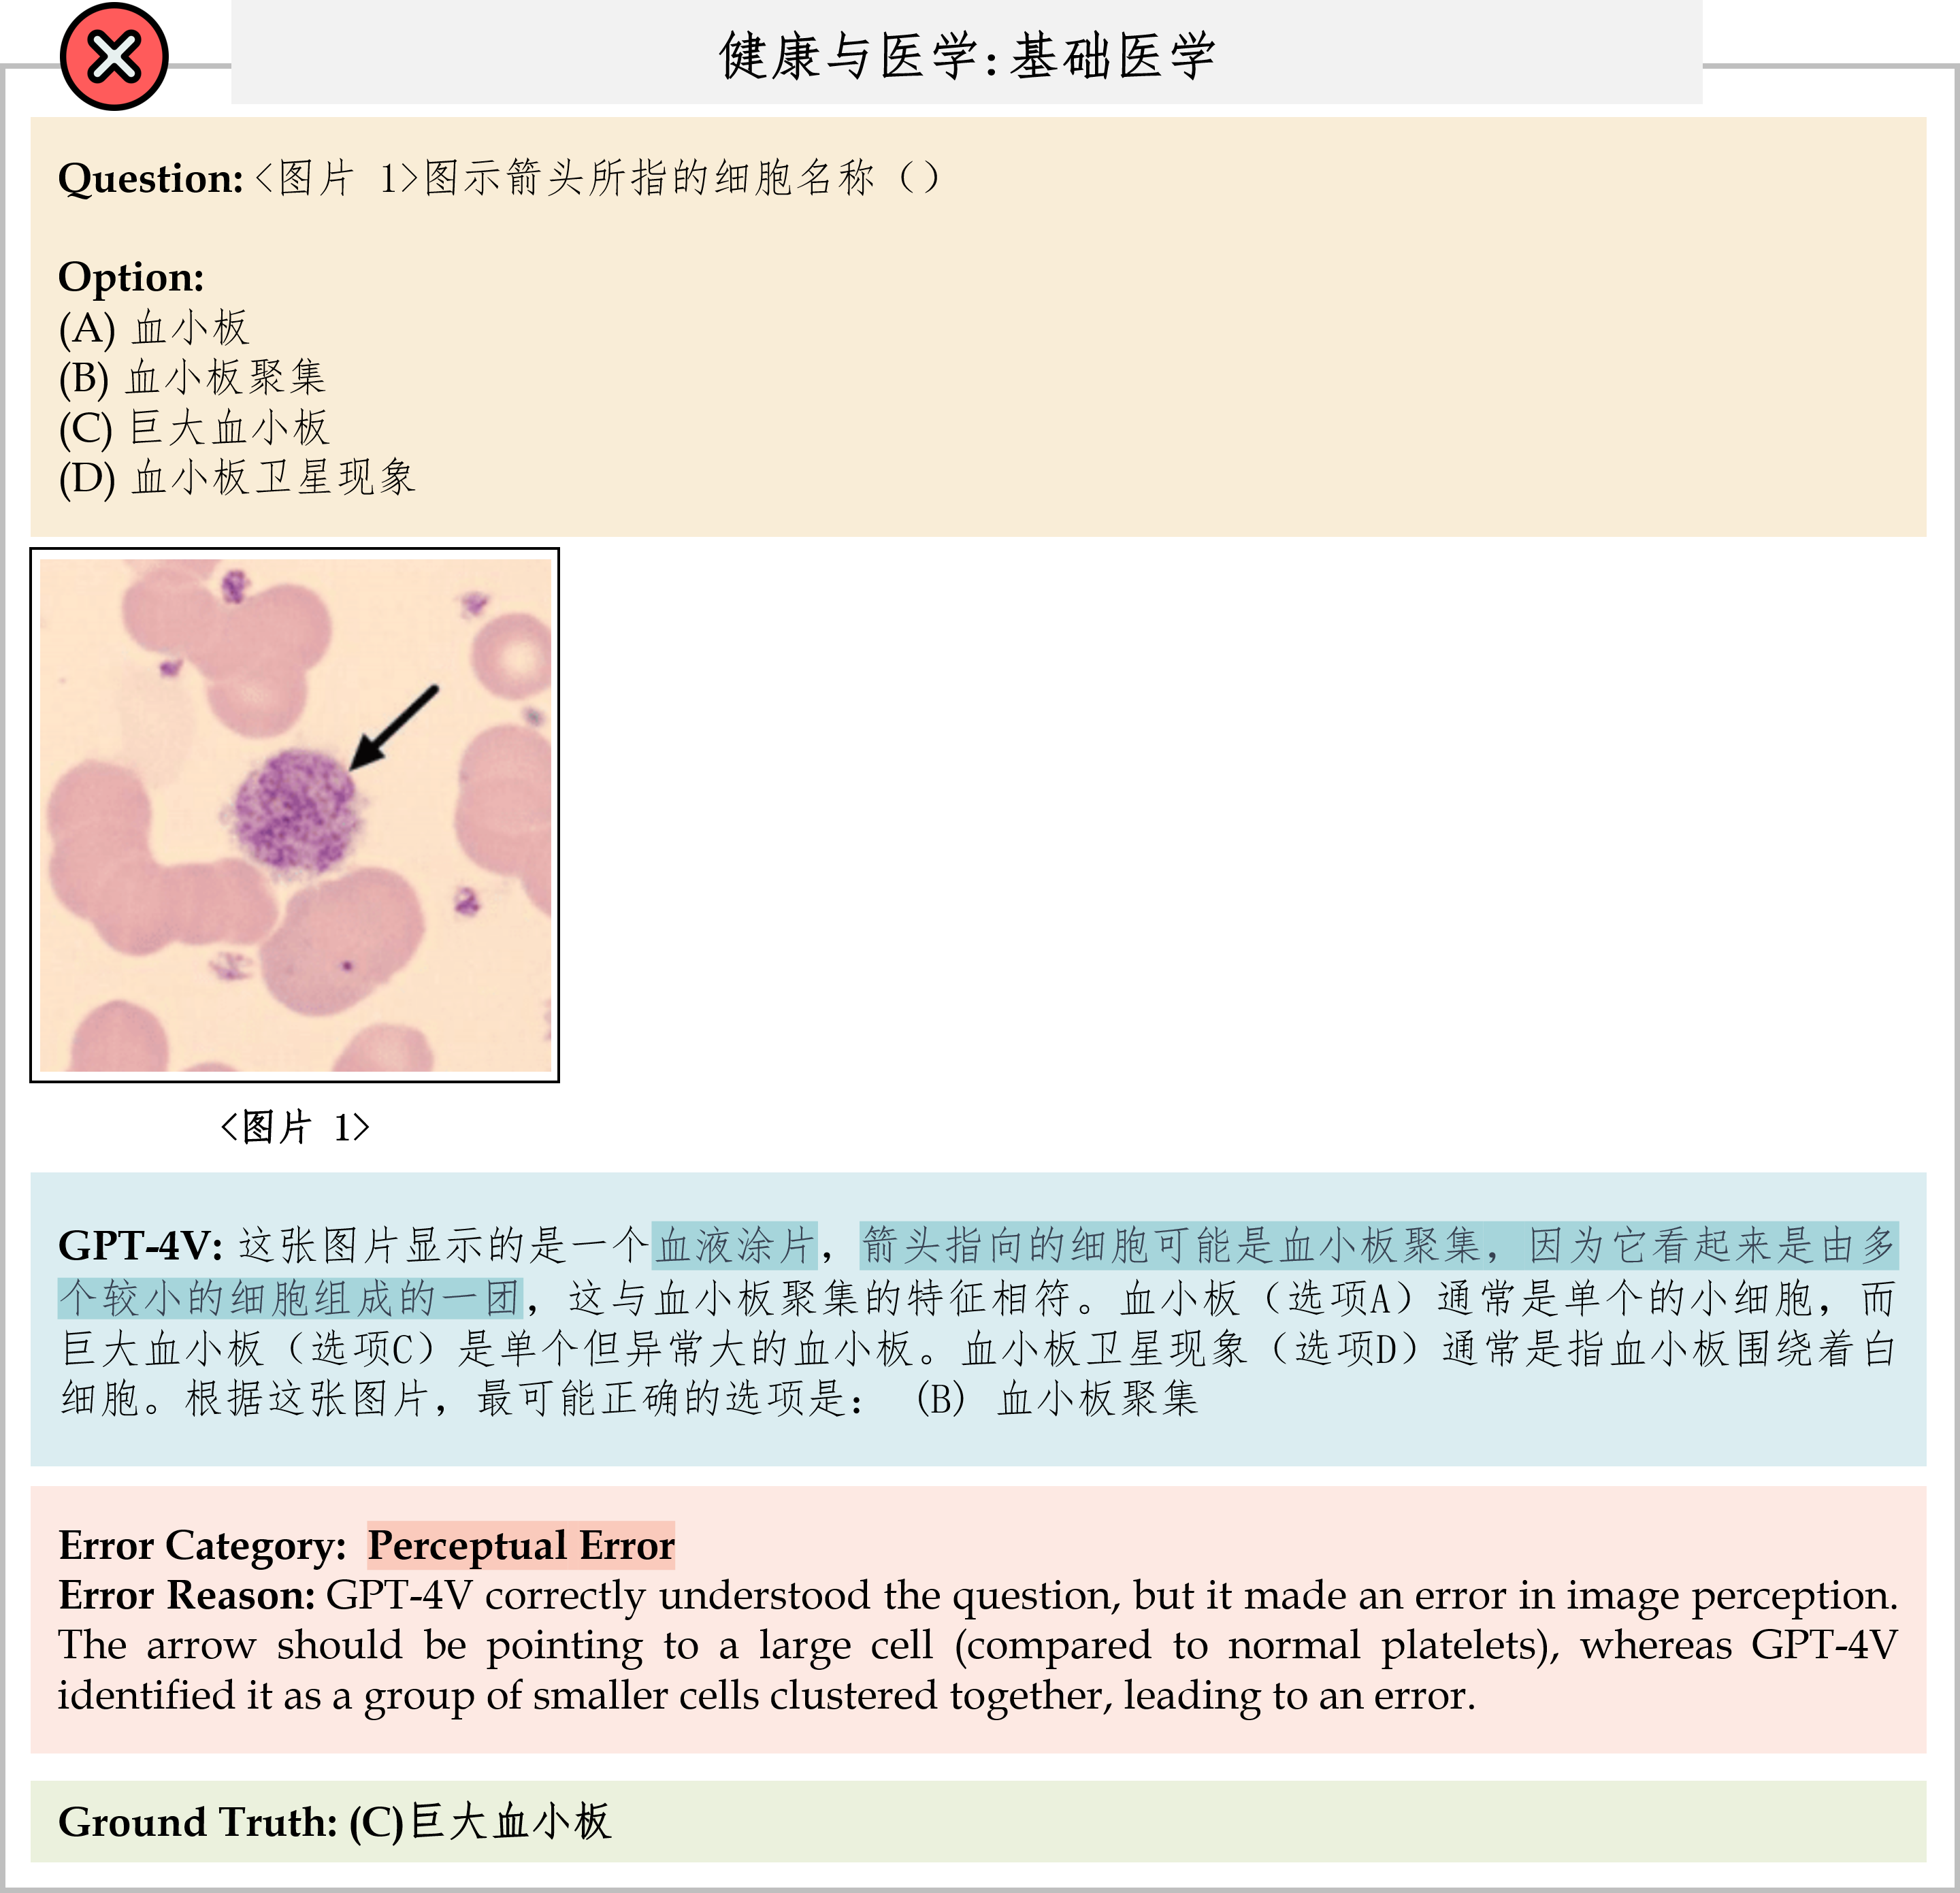 健康与医学:基础医学
Question: <图片 1>图示箭头所指的细胞名称（）
Option:
(A) 血小板
(B) 血小板聚集
(C) 巨大血小板
(D) 血小板卫星现象
<图片 1>
GPT-4V: 这张图片显示的是一个血液涂片，箭头指向的细胞可能是血小板聚集，因为它看起来是由多
个较小的细胞组成的一团，这与血小板聚集的特征相符。血小板（选项A）通常是单个的小细胞，而
巨大血小板（选项C）是单个但异常大的血小板。血小板卫星现象（选项D）通常是指血小板围绕着白
细胞。根据这张图片，最可能正确的选项是： (B) 血小板聚集
Error Category: Perceptual Error
Error Reason: GPT-4V correctly understood the question, but it made an error in image perception.
The arrow should be pointing to a large cell (compared to normal platelets), whereas GPT-4V
identified it as a group of smaller cells clustered together, leading to an error.
Ground Truth: (C)巨大血小板